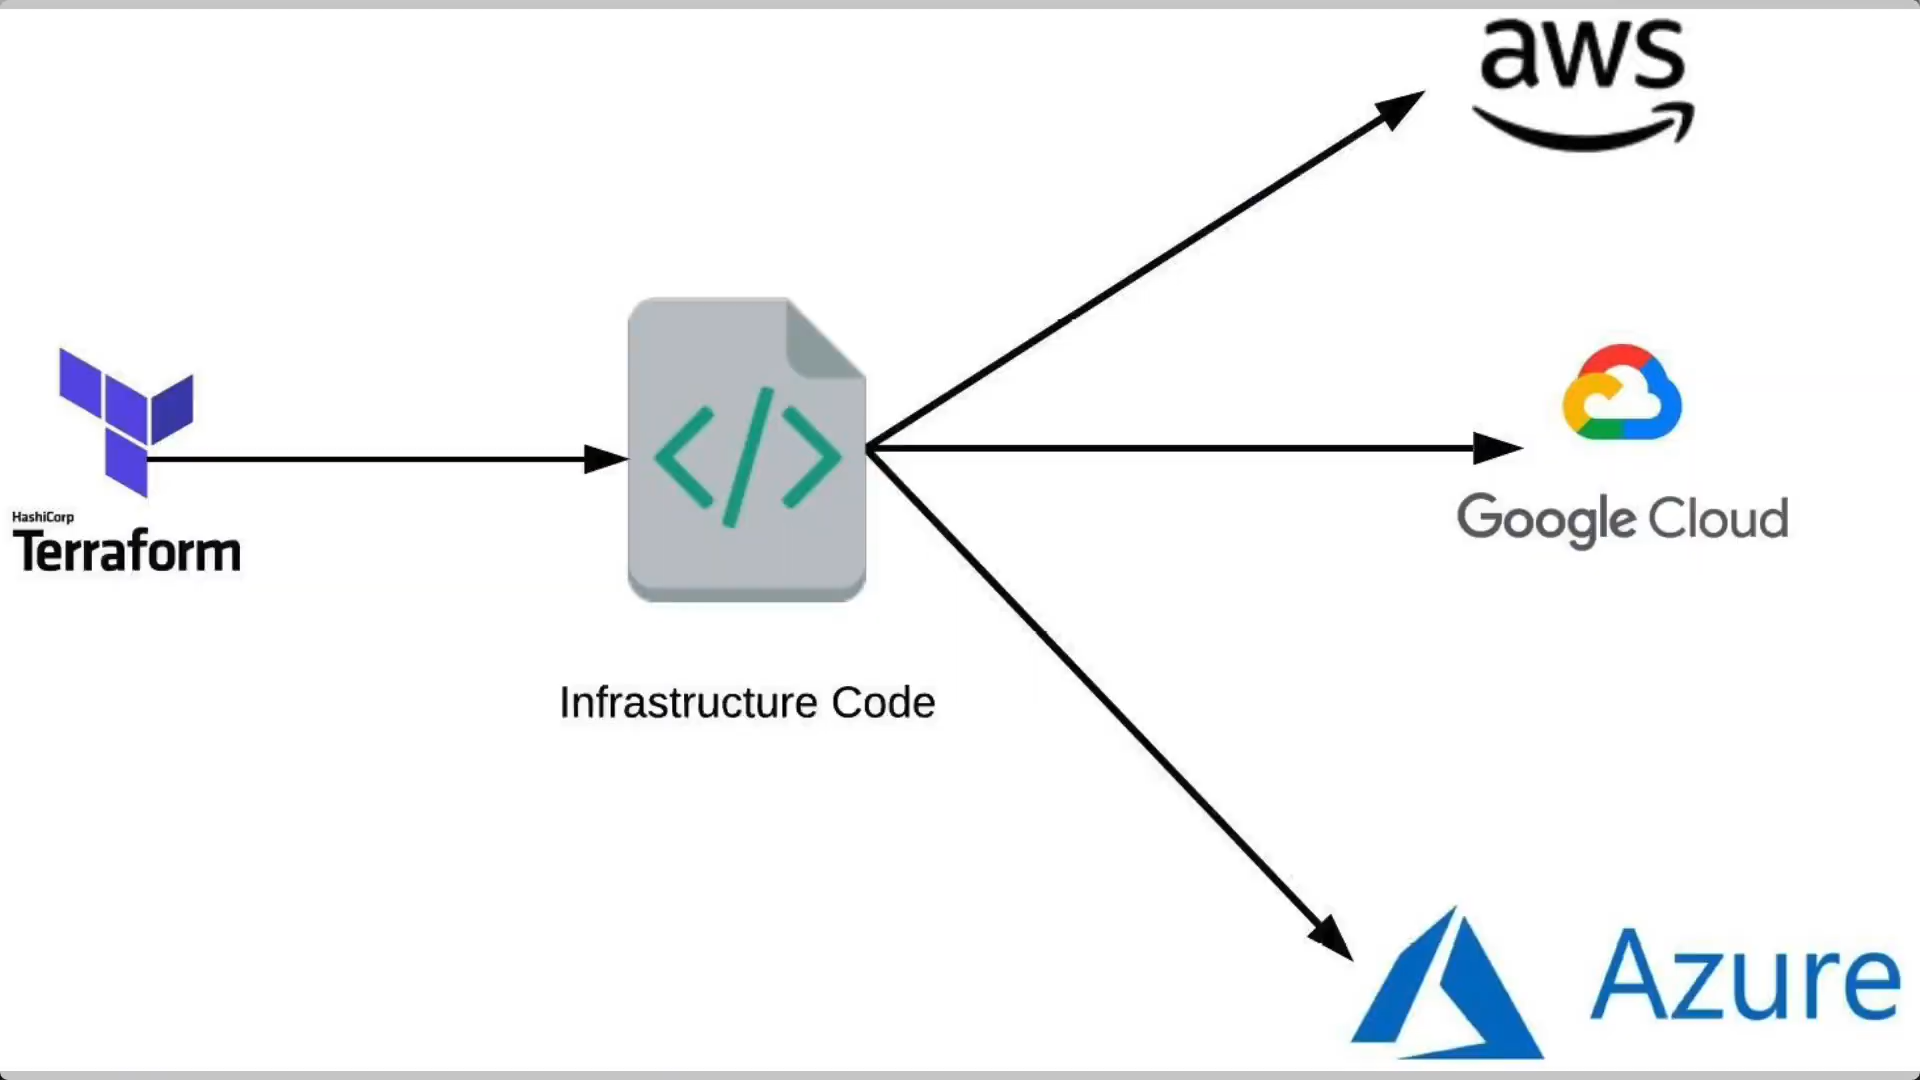 aws
HashiCorp
Terraform
Google Cloud
Infrastructure Code
Azure